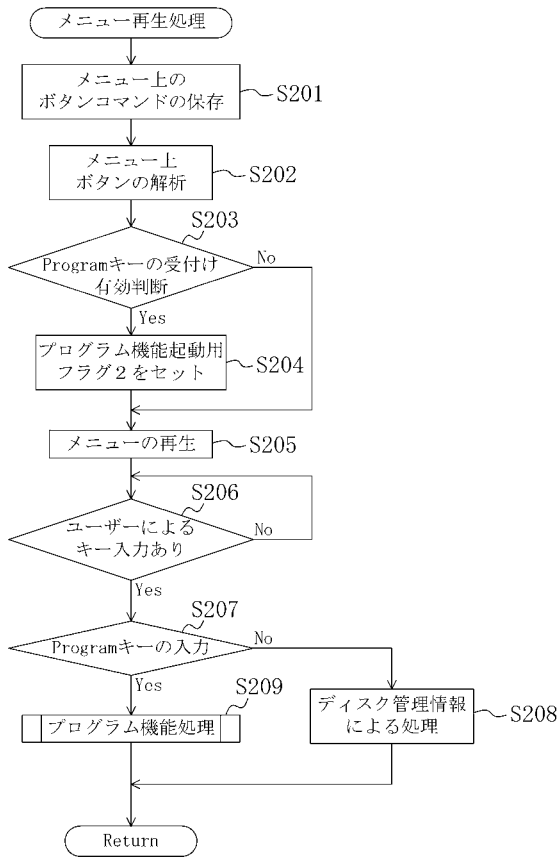 メニュー再生処理
メニュー上の
ボタンコマンドの保存
S201
メニュー上
ボタンの解析
S202
S203
Programキーの受付け
有効判断
No
Yes
プログラム機能起動用
フラグ2をセット
S204
メニューの再生
S205
S206
ユーザーによる
キー入力あり
No
Yes
S207
Programキーの入力
No
Yes
S209
プログラム機能処理
ディスク管理情報
による処理
S208
Return